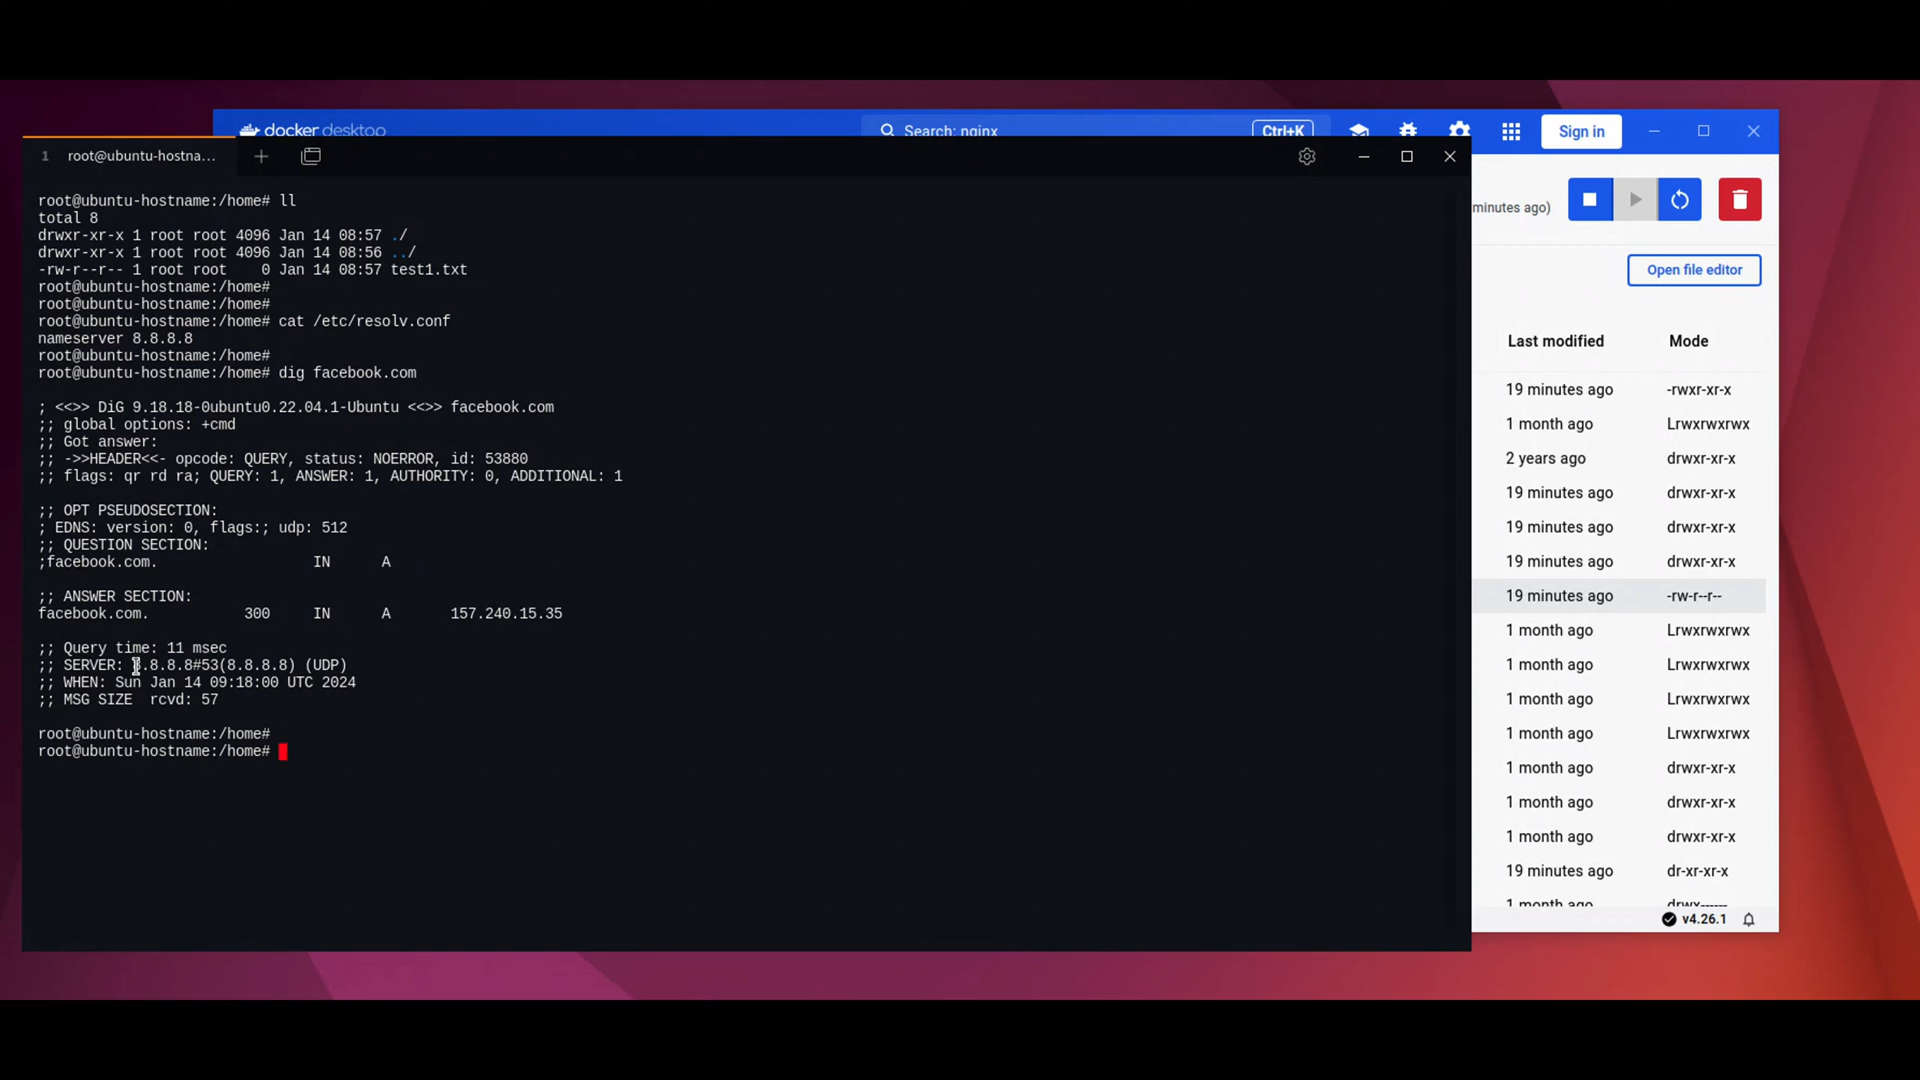 docker desktop
Search: nginx
Ctrl+K
Sign in
1 root@ubuntu-hostna...
root@ubuntu-hostname:/home# ll
total 8
drwxr-xr-x 1 root root 4096 Jan 14 08:57 ./
drwxr-xr-x 1 root root 4096 Jan 14 08:56 ../
-rw-r--r-- 1 root root    0 Jan 14 08:57 test1.txt
root@ubuntu-hostname:/home#
root@ubuntu-hostname:/home#
root@ubuntu-hostname:/home# cat /etc/resolv.conf
nameserver 8.8.8.8
root@ubuntu-hostname:/home#
root@ubuntu-hostname:/home# dig facebook.com
; <<>> DiG 9.18.18-0ubuntu0.22.04.1-Ubuntu <<>> facebook.com
;; global options: +cmd
;; Got answer:
;; ->>HEADER<<- opcode: QUERY, status: NOERROR, id: 53880
;; flags: qr rd ra; QUERY: 1, ANSWER: 1, AUTHORITY: 0, ADDITIONAL: 1
;; OPT PSEUDOSECTION:
; EDNS: version: 0, flags:; udp: 512
;; QUESTION SECTION:
;facebook.com.                  IN      A
;; ANSWER SECTION:
facebook.com.           300     IN      A       157.240.15.35
;; Query time: 11 msec
;; SERVER: 8.8.8.8#53(8.8.8.8) (UDP)
;; WHEN: Sun Jan 14 09:18:00 UTC 2024
;; MSG SIZE  rcvd: 57
root@ubuntu-hostname:/home#
root@ubuntu-hostname:/home#
minutes ago)
Open file editor
Last modified Mode
19 minutes ago -rwxr-xr-x
1 month ago Lrwxrwxrwx
2 years ago drwxr-xr-x
19 minutes ago drwxr-xr-x
19 minutes ago drwxr-xr-x
19 minutes ago drwxr-xr-x
19 minutes ago -rw-r--r--
1 month ago Lrwxrwxrwx
1 month ago Lrwxrwxrwx
1 month ago Lrwxrwxrwx
1 month ago Lrwxrwxrwx
1 month ago drwxr-xr-x
1 month ago drwxr-xr-x
1 month ago drwxr-xr-x
19 minutes ago dr-xr-xr-x
1 month ago drwx------
v4.26.1